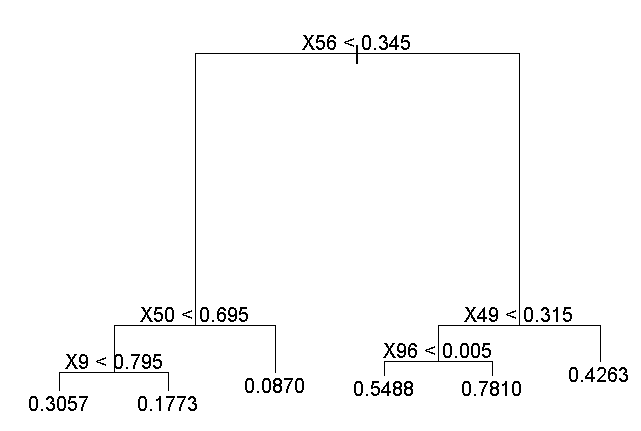 X56 < 0.345
X50 < 0.695
X49 < 0.315
X9 < 0.795
X96 < 0.005
0.3057
0.1773
0.0870
0.5488
0.7810
0.4263